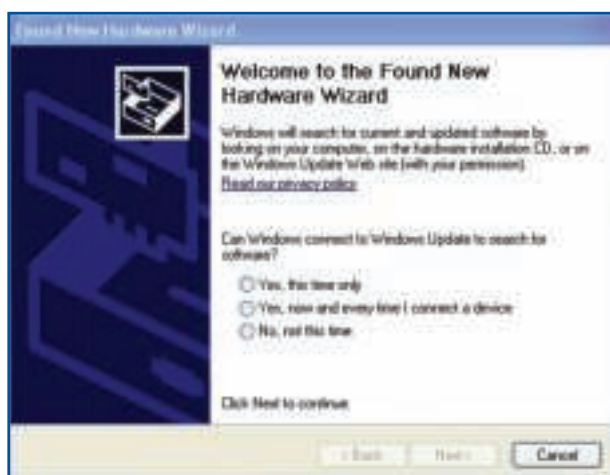 Found New Hardware Wizard
Welcome to the Found New
Hardware Wizard
Windows will search for current and updated software by
looking on your computer, on the hardware installation CD, or on
the Windows Update Web site (with your permission).
Read our privacy policy
Can Windows connect to Windows Update to search for
software?
Yes, this time only
Yes, now and every time I connect a device
No, not this time
Click Next to continue.
< Back
Next >
Cancel